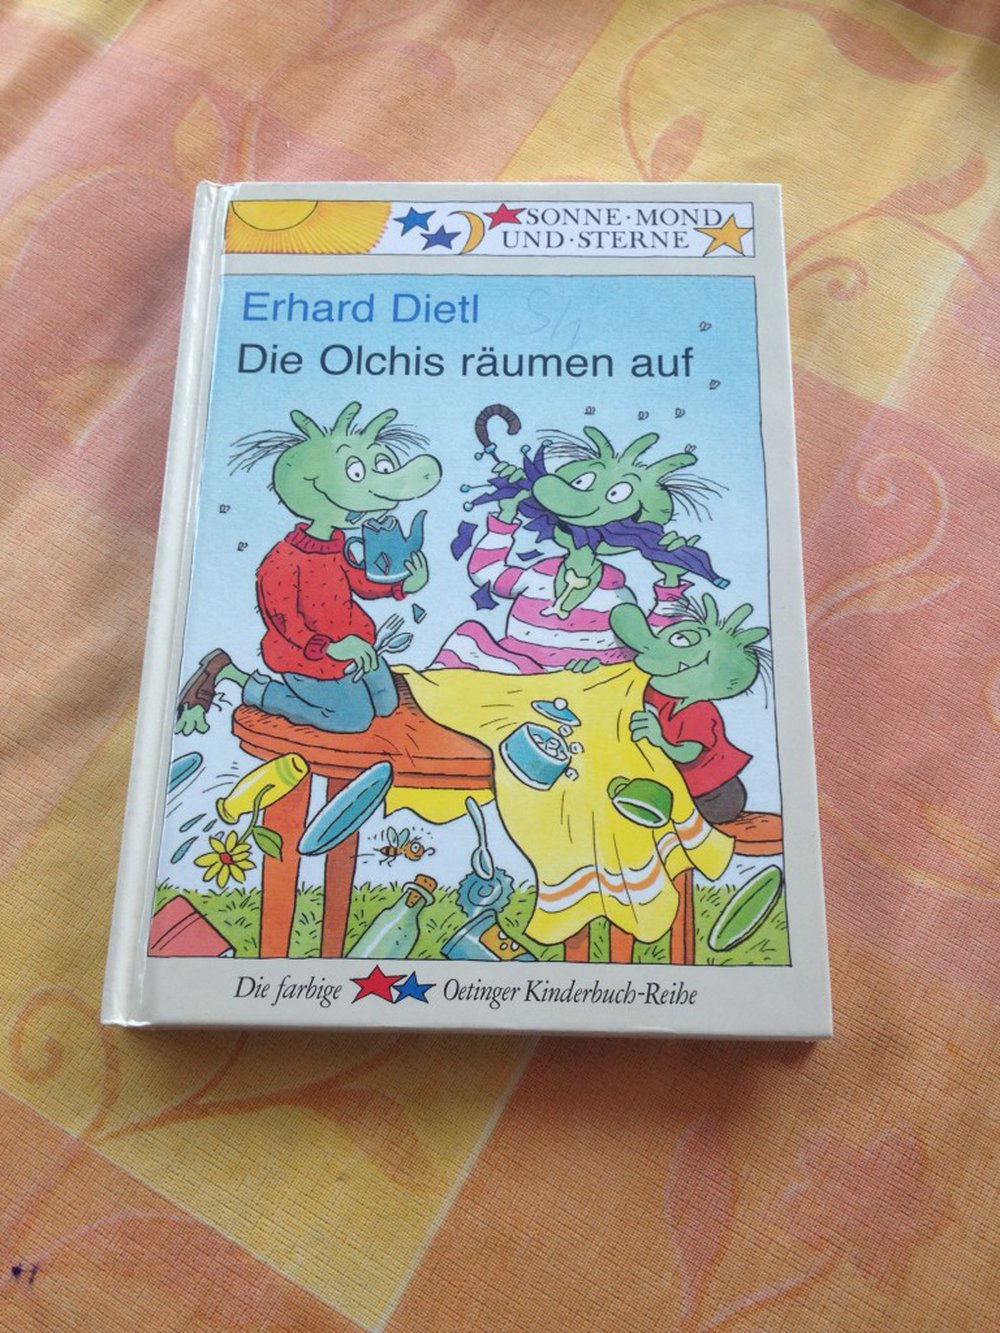 SONNE · MOND
UND · STERNE
Erhard Dietl
Die Olchis räumen auf
Die farbige Oetinger Kinderbuch-Reihe